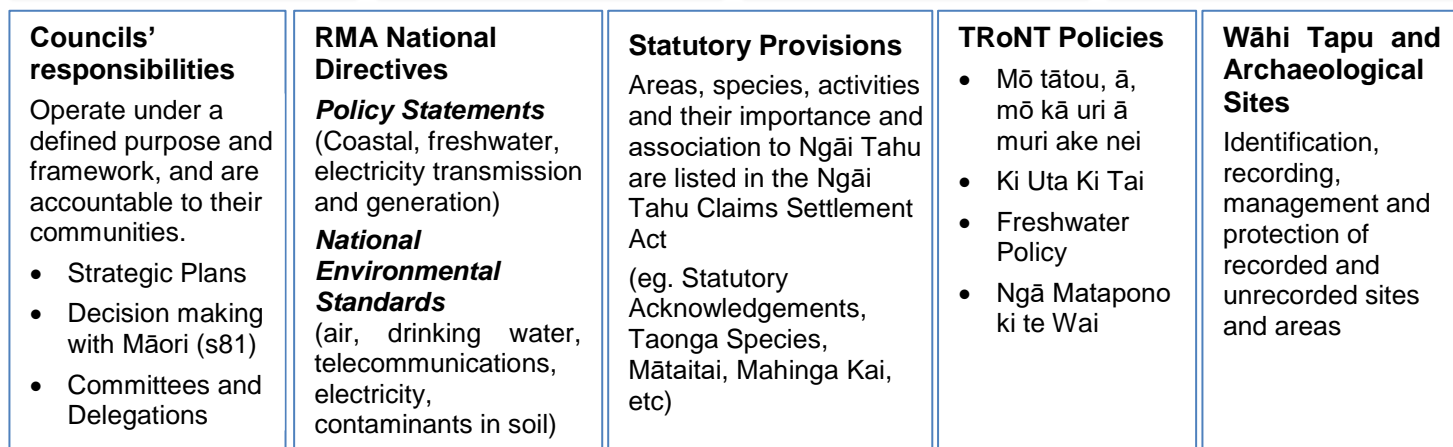 Councils'
responsibilities
Operate under a
defined purpose and
framework, and are
accountable to their
communities.
• Strategic Plans
• Decision making
with Māori (s81)
• Committees and
Delegations
RMA National
Directives
Policy Statements
(Coastal, freshwater,
electricity transmission
and generation)
National
Environmental
Standards
(air, drinking water,
telecommunications,
electricity,
contaminants in soil)
Statutory Provisions
Areas, species, activities
and their importance and
association to Ngāi Tahu
are listed in the Ngāi
Tahu Claims Settlement
Act
(eg. Statutory
Acknowledgements,
Taonga Species,
Mātaitai, Mahinga Kai,
etc)
TRoNT Policies
• Mō tātou, ā,
mō kā uri ā
muri ake nei
• Ki Uta Ki Tai
• Freshwater
Policy
• Ngā Matapono
ki te Wai
Wāhi Tapu and
Archaeological
Sites
Identification,
recording,
management and
protection of
recorded and
unrecorded sites
and areas